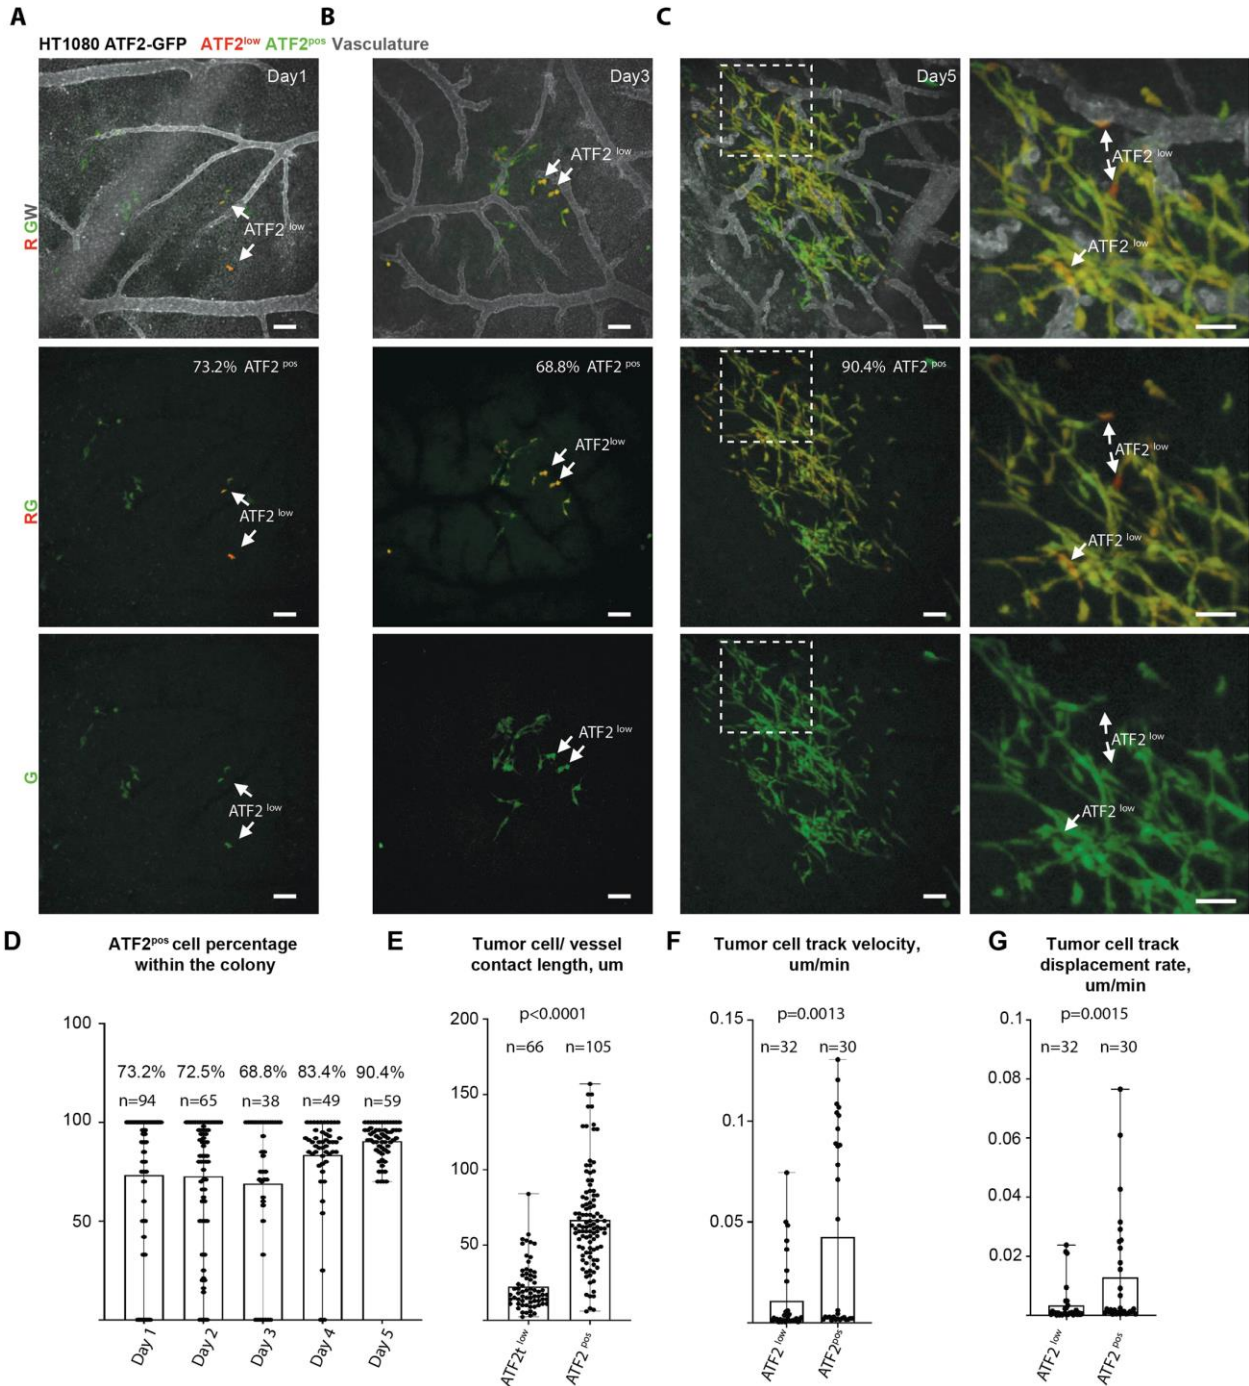 A
B
C
HT1080 ATF2-GFP ATF2low ATF2pos Vasculature
Day1
Day3
Day5
ATF2 low
ATF2 low
ATF2 low
ATF2 low
RGW
73.2% ATF2 pos
68.8% ATF2 pos
90.4% ATF2 pos
ATF2 low
ATF2low
ATF2 low
ATF2 low
RG
ATF2 low
ATF2 low
ATF2 low
ATF2 low
G
D
ATF2pos cell percentage
within the colony
100
100
50
73.2% 72.5% 68.8% 83.4% 90.4%
n=94 n=65 n=38 n=49 n=59
Day 1 Day 2 Day 3 Day 4 Day 5
E
Tumor cell/ vessel
contact length, um
p<0.0001
n=66 n=105
200
150
100
50
ATF2t low ATF2 pos
F
Tumor cell track velocity,
um/min
p=0.0013
n=32 n=30
0.15
0.1
0.05
ATF2 low ATF2pos
G
Tumor cell track
displacement rate,
um/min
p=0.0015
n=32 n=30
0.1
0.08
0.06
0.04
0.02
ATF2 low ATF2 pos